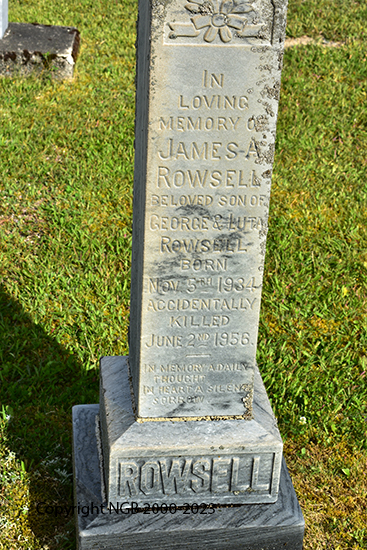 IN
LOVING
MEMORY OF
JAMES A
ROWSELL
BELOVED SON OF
GEORGE & LUTA
ROWSELL
BORN
NOV 3RD 1934
ACCIDENTALLY
KILLED
JUNE 2ND 1936.
IN MEMORY A DAILY
THOUGHT
IN HEART A SILENT
SORROW
ROWSELL
Copyright NGB 2000-2023